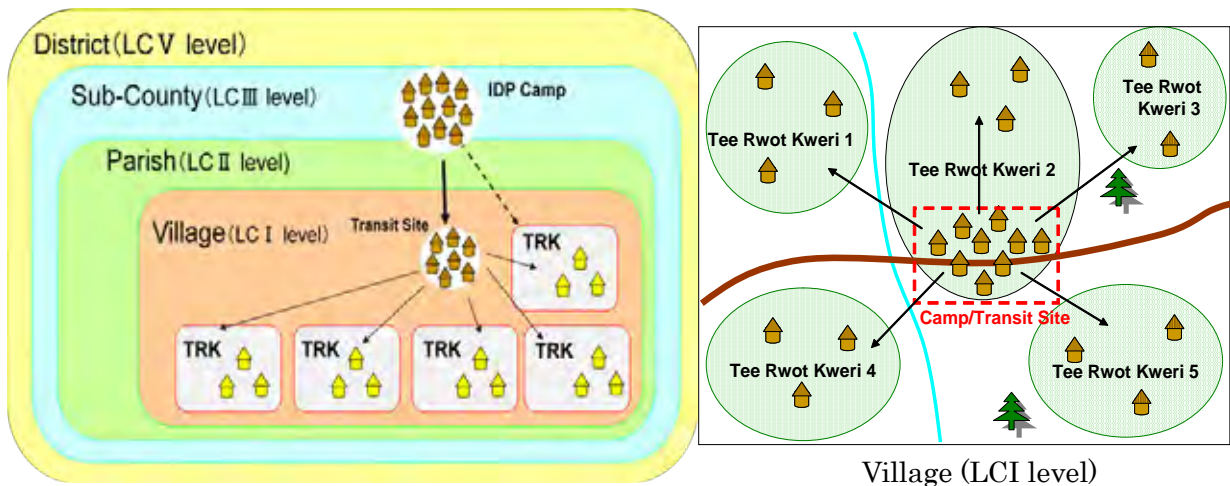 District (LC V level)
Sub-County (LC III level)
IDP Camp
Parish (LC II level)
Village (LC I level)
Transit Site
TRK
TRK
TRK
TRK
TRK
Tee Rwot Kweri 1
Tee Rwot Kweri 2
Tee Rwot
Kweri 3
Camp/Transit Site
Tee Rwot Kweri 4
Tee Rwot Kweri 5
Village (LCI level)